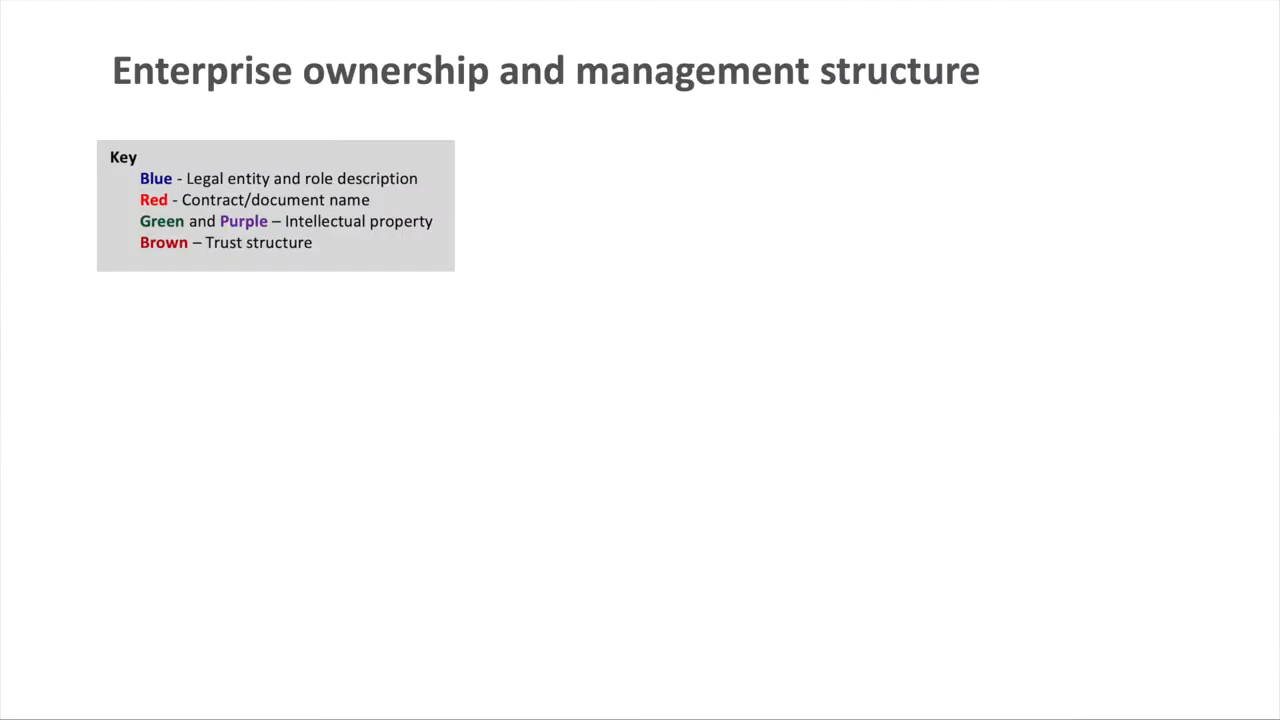 Enterprise ownership and management structure
Key
Blue - Legal entity and role description
Red - Contract/document name
Green and Purple – Intellectual property
Brown – Trust structure